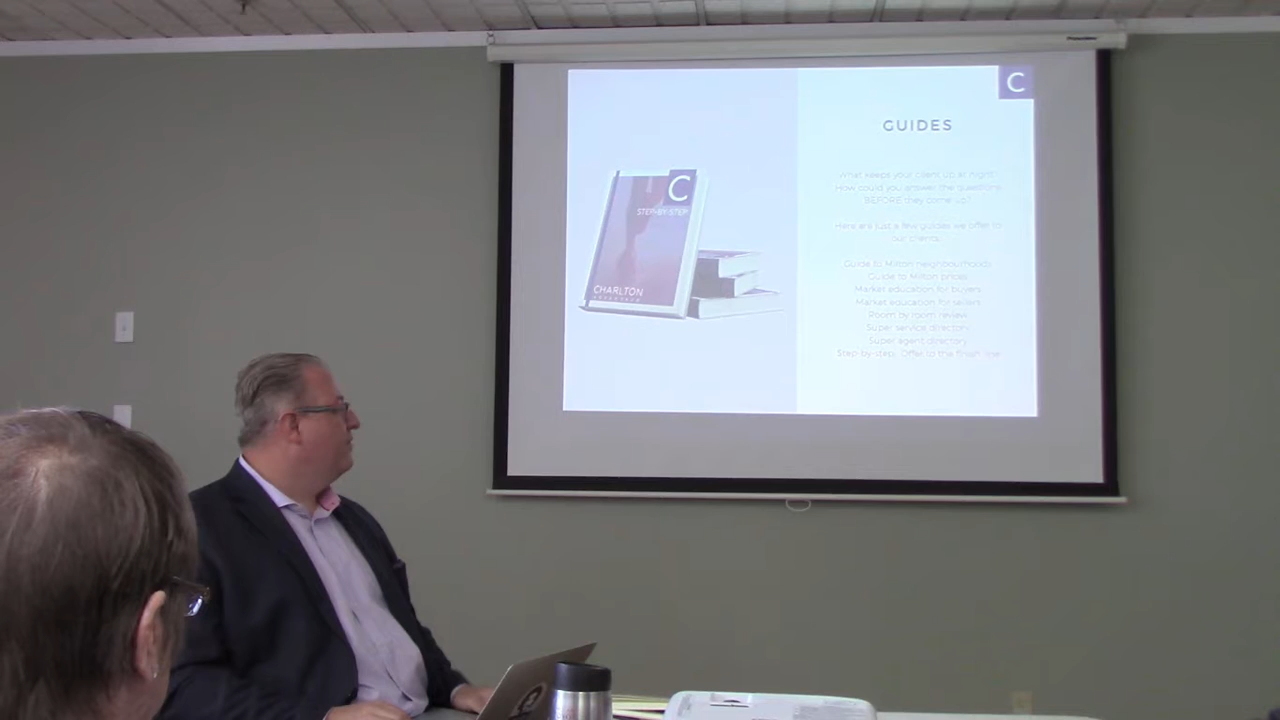 C
GUIDES
What keeps your client up at night?
How could you answer the questions
BEFORE they come up?
Here are just a few guides we offer to
our clients:
Guide to Milton neighbourhoods
Guide to Milton prices
Market education for buyers
Market education for sellers
Room by room review
Super service directory
Super agent directory
Step-by-step: Offer to the finish line
C
STEP-BY-STEP
CHARLTON
ADVANTAGE